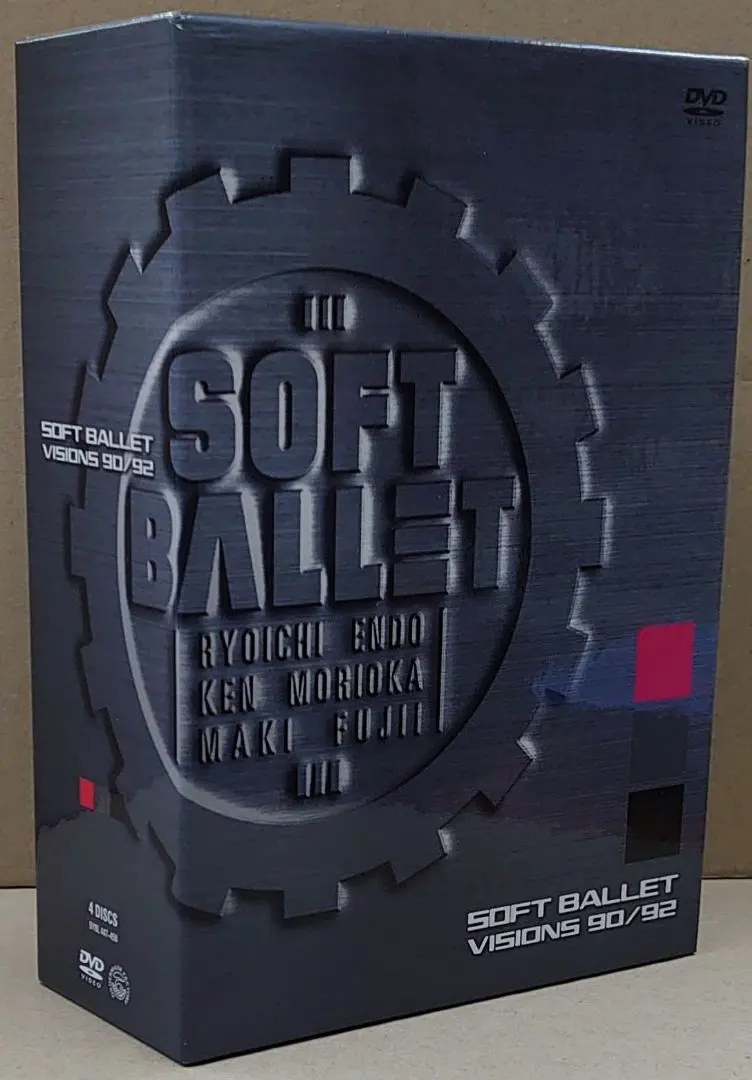 SOFT BALLET
VISIONS 90/92
4 DISCS
DVD
VIDEO
DVD
VIDEO
SOFT
BALLET
RYOICHI ENDO
KEN MORIOKA
MAKI FUJII
SOFT BALLET
VISIONS 90/92